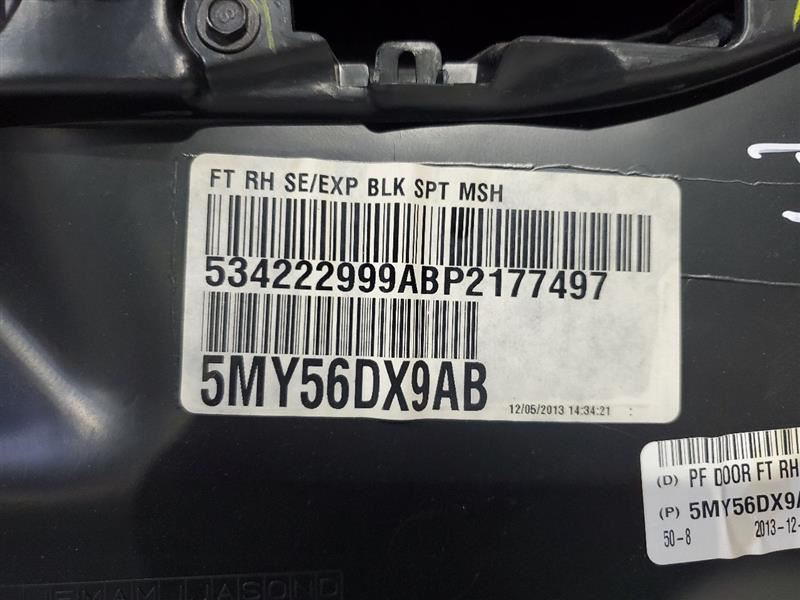 FT RH SE/EXP BLK SPT MSH
534222999ABP2177497
5MY56DX9AB
12/05/2013 14:34:21 :
(D) PF DOOR FT RH
(P) 5MY56DX9A
50-8 2013-12-
JFMAMJJASOND